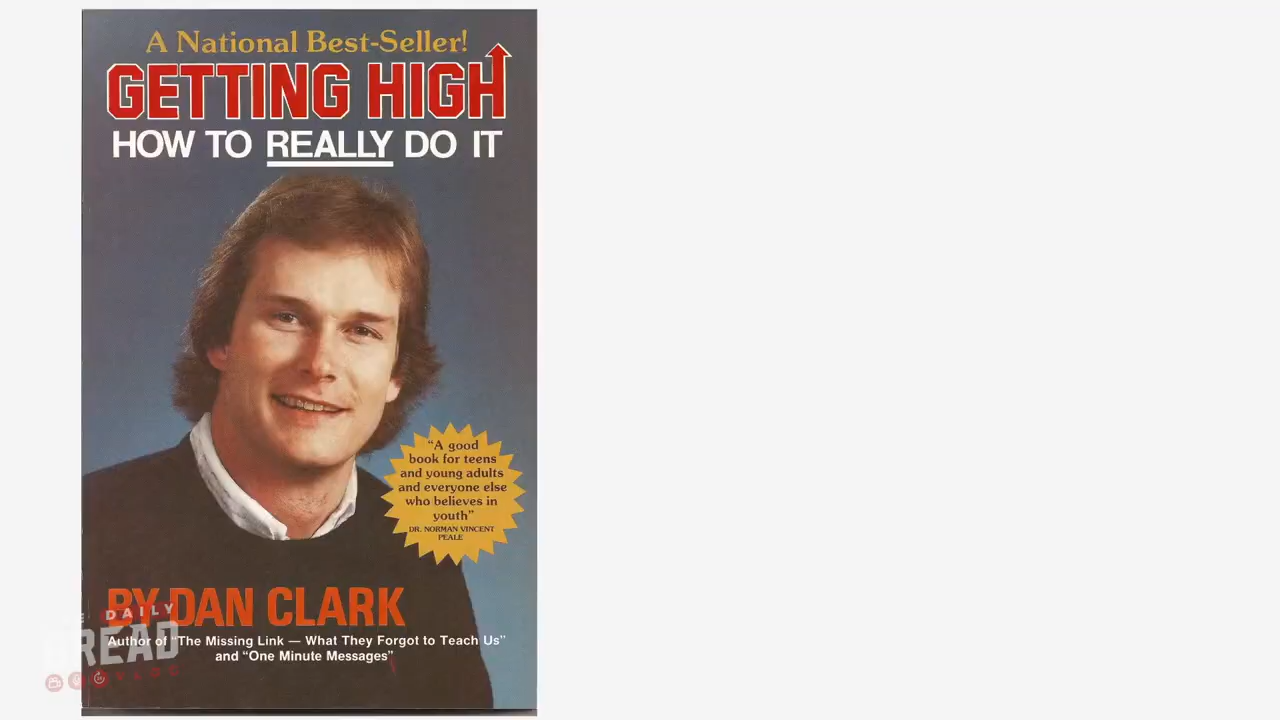 A National Best-Seller!
GETTING HIGH
HOW TO REALLY DO IT
"A good
book for teens
and young adults
and everyone else
who believes in
youth"
DR. NORMAN VINCENT
PEALE
BY DAN CLARK
Author of "The Missing Link — What They Forgot to Teach Us"
and "One Minute Messages"
DAILY
BREAD